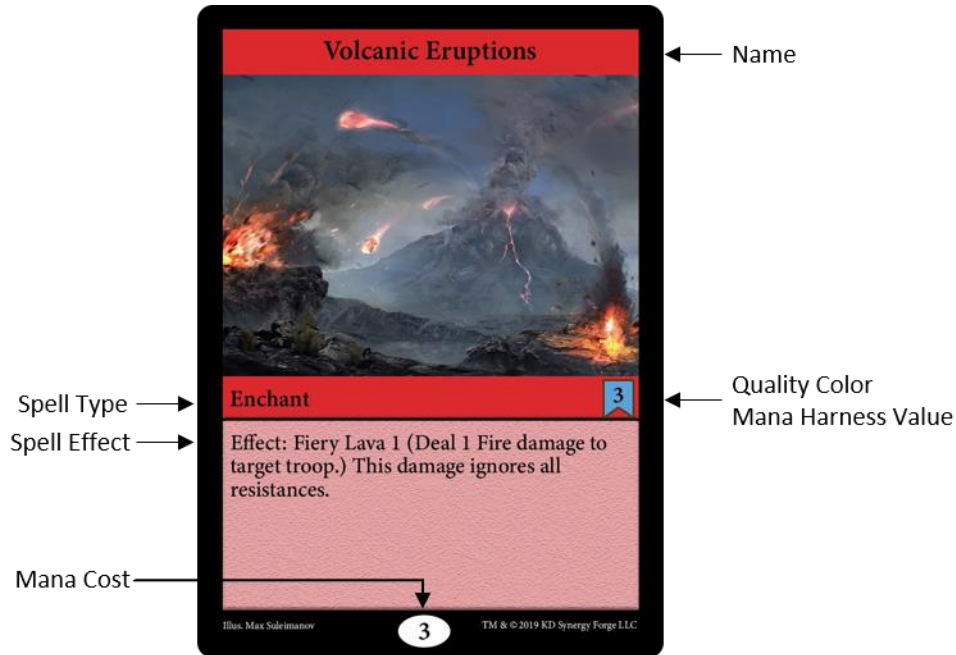 Volcanic Eruptions
Name
Enchant
3
Quality Color
Mana Harness Value
Spell Type
Spell Effect
Effect: Fiery Lava 1 (Deal 1 Fire damage to
target troop.) This damage ignores all
resistances.
Mana Cost
Illus. Max Suleimanov
3
TM & © 2019 KD Synergy Forge LLC